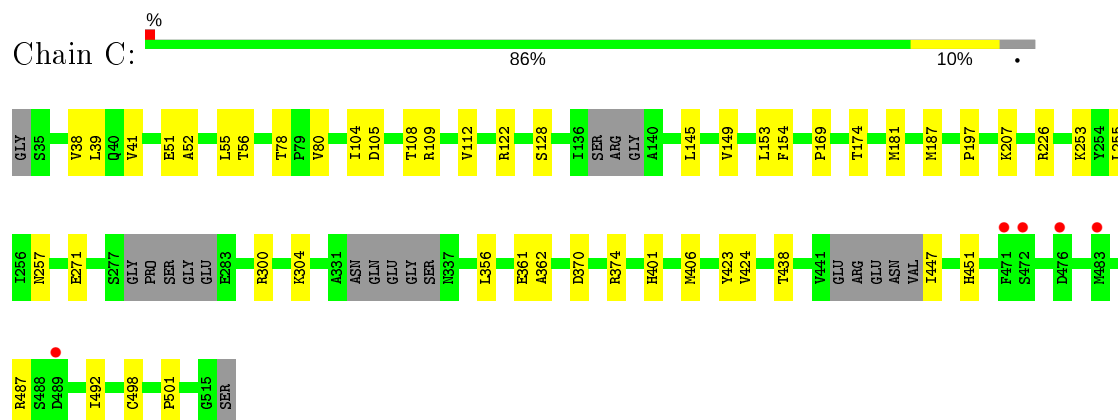 %
Chain C:
86%
10%
•
GLY
S35
V38
L39
Q40
V41
E51
A52
L55
T56
T78
P79
V80
I104
D105
T108
R109
V112
R122
S128
I136
SER
ARG
GLY
A140
L145
V149
L153
F154
P169
T174
M181
M187
P197
K207
R226
K253
Y254
L255
I256
N257
E271
S277
GLY
PRO
SER
GLY
GLU
E283
R300
K304
A331
ASN
GLN
GLU
GLY
SER
N337
L356
E361
A362
D370
R374
H401
M406
Y423
V424
T438
V441
GLU
ARG
GLU
ASN
VAL
I447
H451
F471
S472
D476
M483
R487
S488
D489
I492
C498
P501
G515
SER